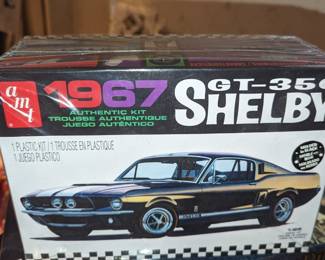 amt
1967
GT-350
SHELBY
AUTHENTIC KIT
TROUSSE AUTHENTIQUE
JUEGO AUTÉNTICO
1 PLASTIC KIT / 1 TROUSSE EN PLASTIQUE
1 JUEGO PLÁSTICO